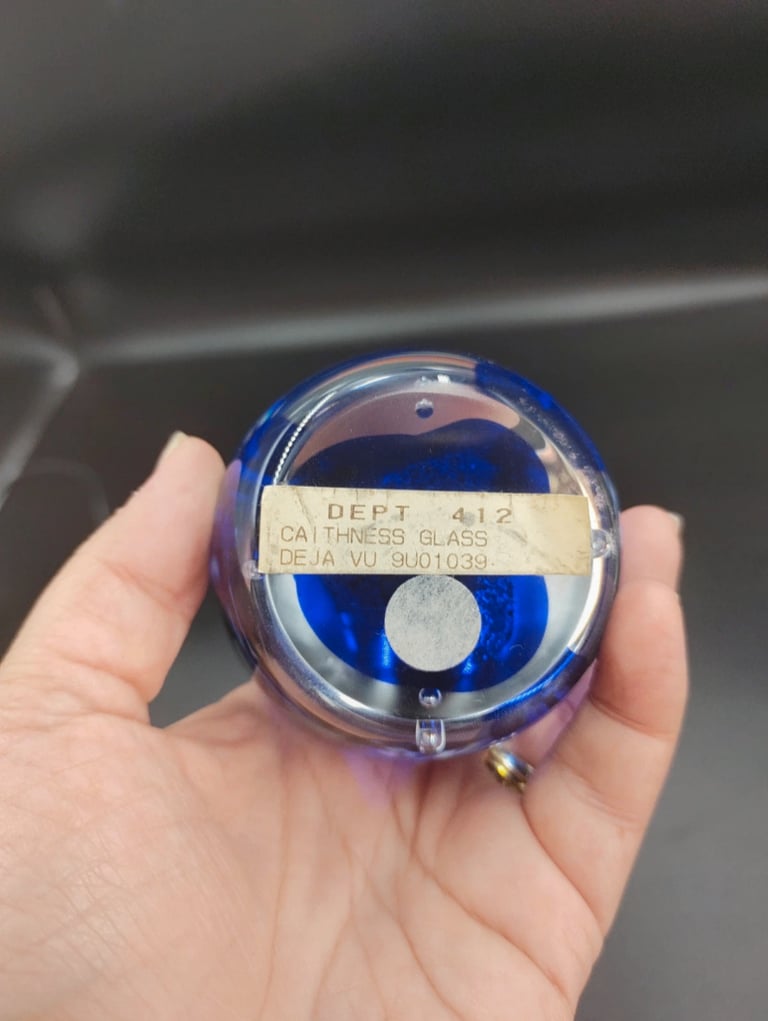 DEPT 412
CAITHNESS GLASS
DEJA VU 9U01039